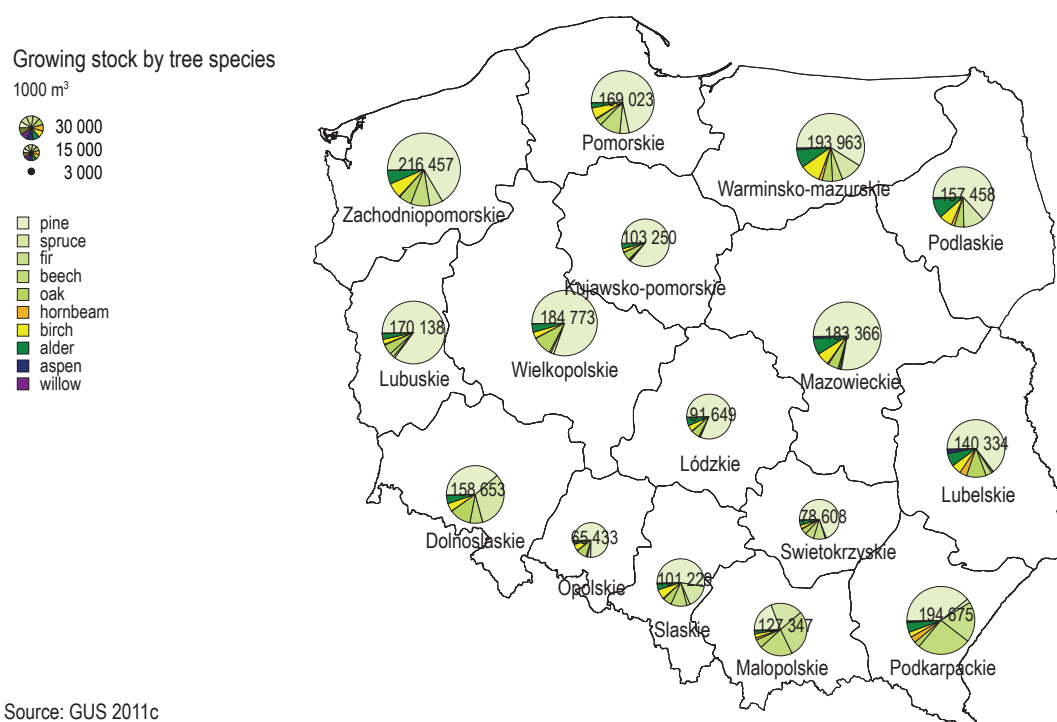 Growing stock by tree species
1000 m³
30 000
15 000
3 000
pine
spruce
fir
beech
oak
hornbeam
birch
alder
aspen
willow
169 023
Pomorskie
193 963
Warminsko-mazurskie
216 457
Zachodniopomorskie
157 458
Podlaskie
103 250
Kujawsko-pomorskie
170 138
Lubuskie
184 773
Wielkopolskie
183 366
Mazowieckie
91 649
Lódzkie
140 334
Lubelskie
158 653
Dolnoslaskie
65 433
Opolskie
78 608
Swietokrzyskie
101 229
Slaskie
127 347
Malopolskie
194 675
Podkarpackie
Source: GUS 2011c